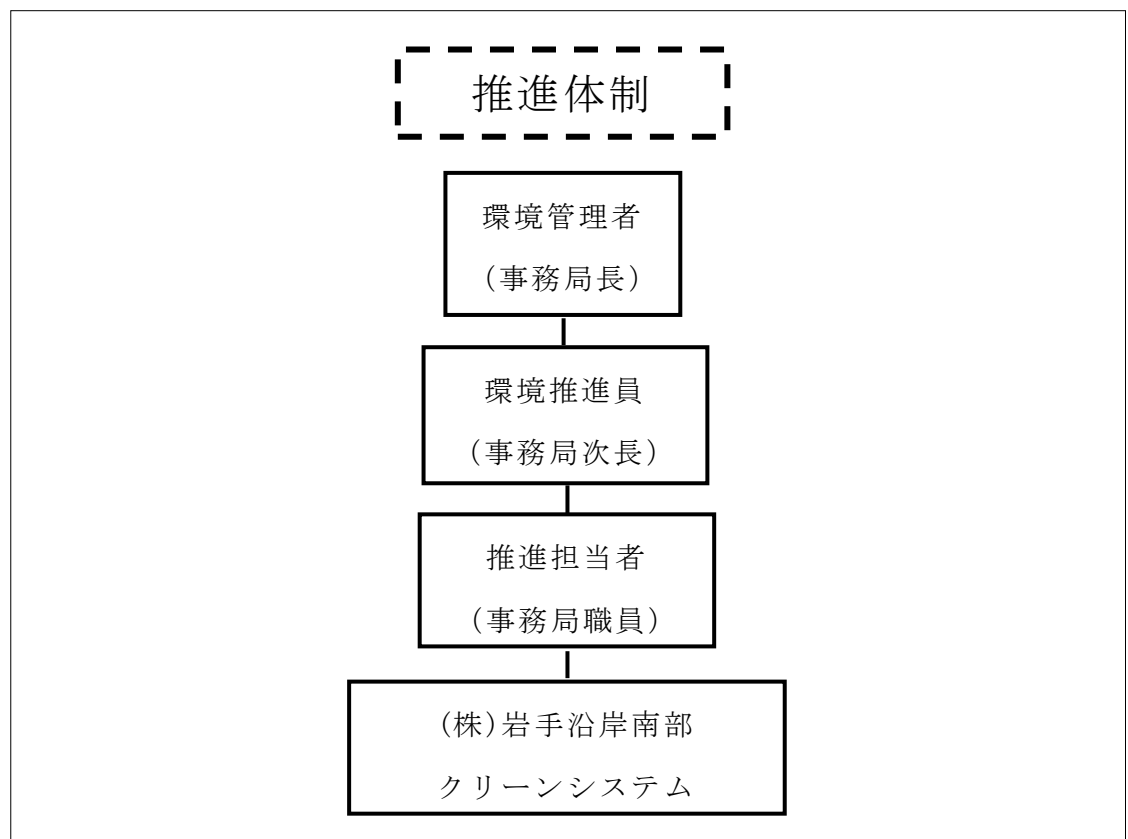 推進体制
環境管理者
(事務局長)
環境推進員
(事務局次長)
推進担当者
(事務局職員)
(株)岩手沿岸南部
クリーンシステム